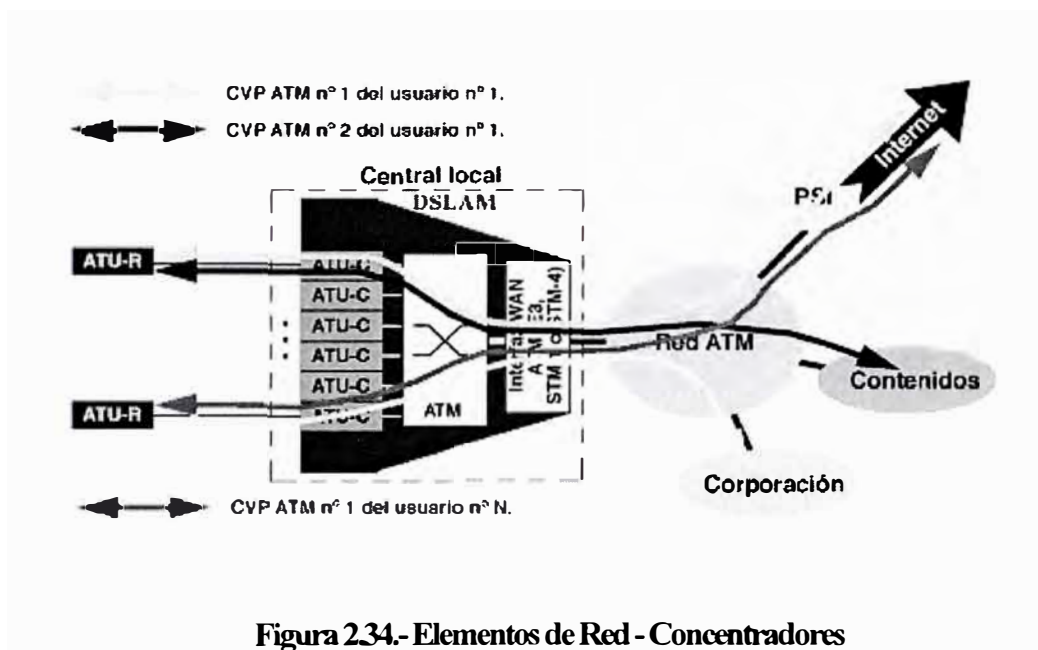 CVP ATM nº 1 del usuario nº 1.
CVP ATM nº 2 del usuario nº 1.
Central local
DSLAM
ATU-R
ATU-C
ATU-C
ATU-C
ATU-C
ATU-C
ATU-C
ATU-R
ATM
WAN
ATM
STM-4)
PSI
Internet
Red ATM
Contenidos
Corporación
CVP ATM nº 1 del usuario nº N.
Figura 2.34.- Elementos de Red - Concentradores